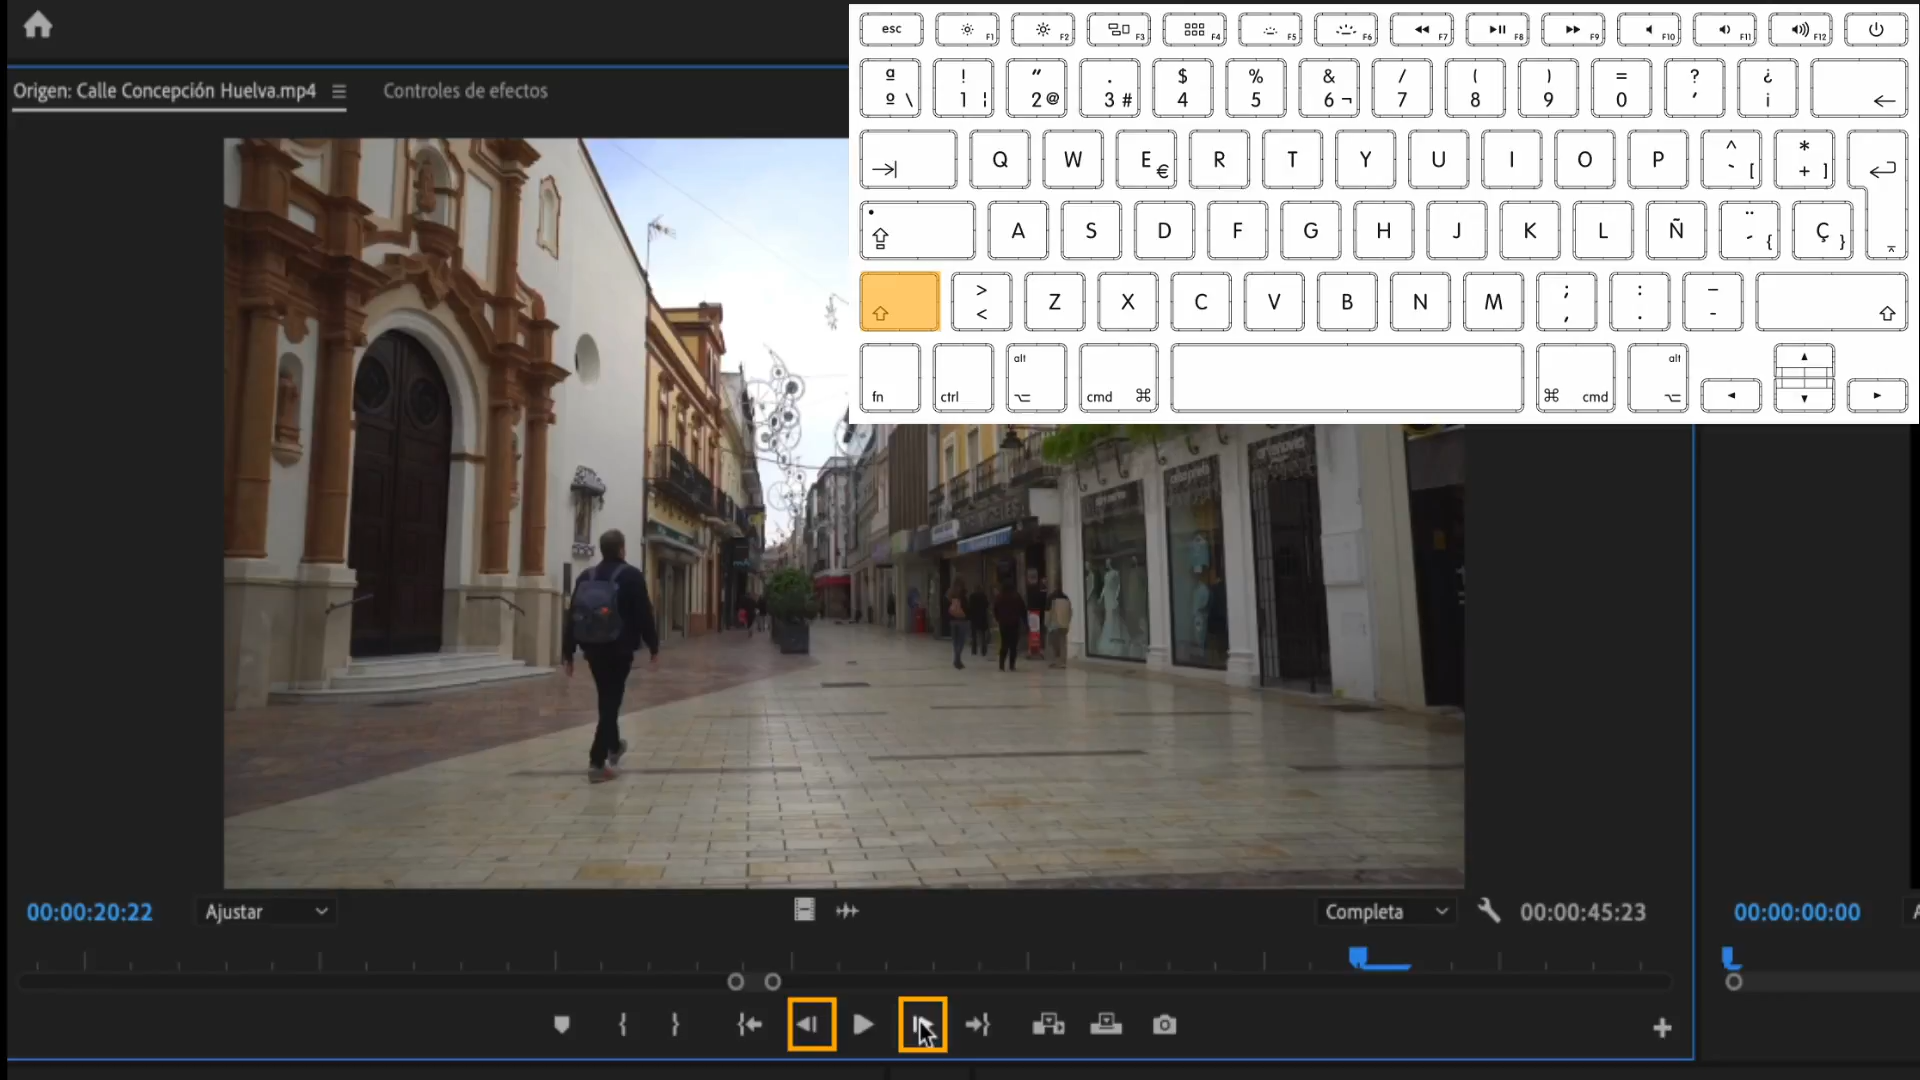 esc F1 F2 F3 F4 F5 F6 F7 F8 F9 F10 F11 F12
ª ! " · $ % & / ( ) = ? ¿
º \ 1 ¦ 2 @ 3 # 4 5 6 ¬ 7 8 9 0 ' ¡
Q W E € R T Y U I O P ^ ` [ * + ]
A S D F G H J K L Ñ ¨ ´ { Ç }
> < Z X C V B N M ; , : . _ -
fn ctrl alt ⌥ cmd ⌘ ⌘ cmd alt ⌥
Origen: Calle Concepción Huelva.mp4
Controles de efectos
00:00:20:22
Ajustar
Completa
00:00:45:23
00:00:00:00